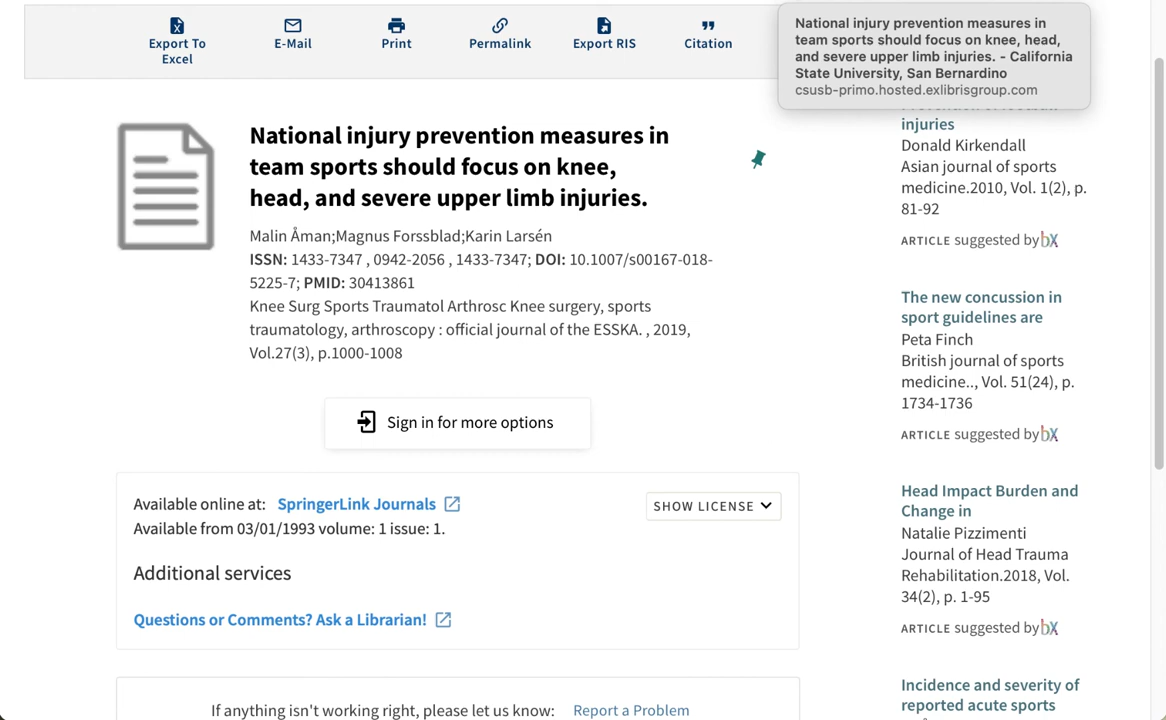 Export To
Excel
E-Mail
Print
Permalink
Export RIS
Citation
National injury prevention measures in
team sports should focus on knee, head,
and severe upper limb injuries. - California
State University, San Bernardino
csusb-primo.hosted.exlibrisgroup.com
National injury prevention measures in
team sports should focus on knee,
head, and severe upper limb injuries.
Malin Åman;Magnus Forssblad;Karin Larsén
ISSN: 1433-7347 , 0942-2056 , 1433-7347; DOI: 10.1007/s00167-018-
5225-7; PMID: 30413861
Knee Surg Sports Traumatol Arthrosc Knee surgery, sports
traumatology, arthroscopy : official journal of the ESSKA. , 2019,
Vol.27(3), p.1000-1008
Sign in for more options
Available online at: SpringerLink Journals
SHOW LICENSE
Available from 03/01/1993 volume: 1 issue: 1.
Additional services
Questions or Comments? Ask a Librarian!
If anything isn't working right, please let us know: Report a Problem
injuries
Donald Kirkendall
Asian journal of sports
medicine.2010, Vol. 1(2), p.
81-92
ARTICLE suggested by bX
The new concussion in
sport guidelines are
Peta Finch
British journal of sports
medicine.., Vol. 51(24), p.
1734-1736
ARTICLE suggested by bX
Head Impact Burden and
Change in
Natalie Pizzimenti
Journal of Head Trauma
Rehabilitation.2018, Vol.
34(2), p. 1-95
ARTICLE suggested by bX
Incidence and severity of
reported acute sports